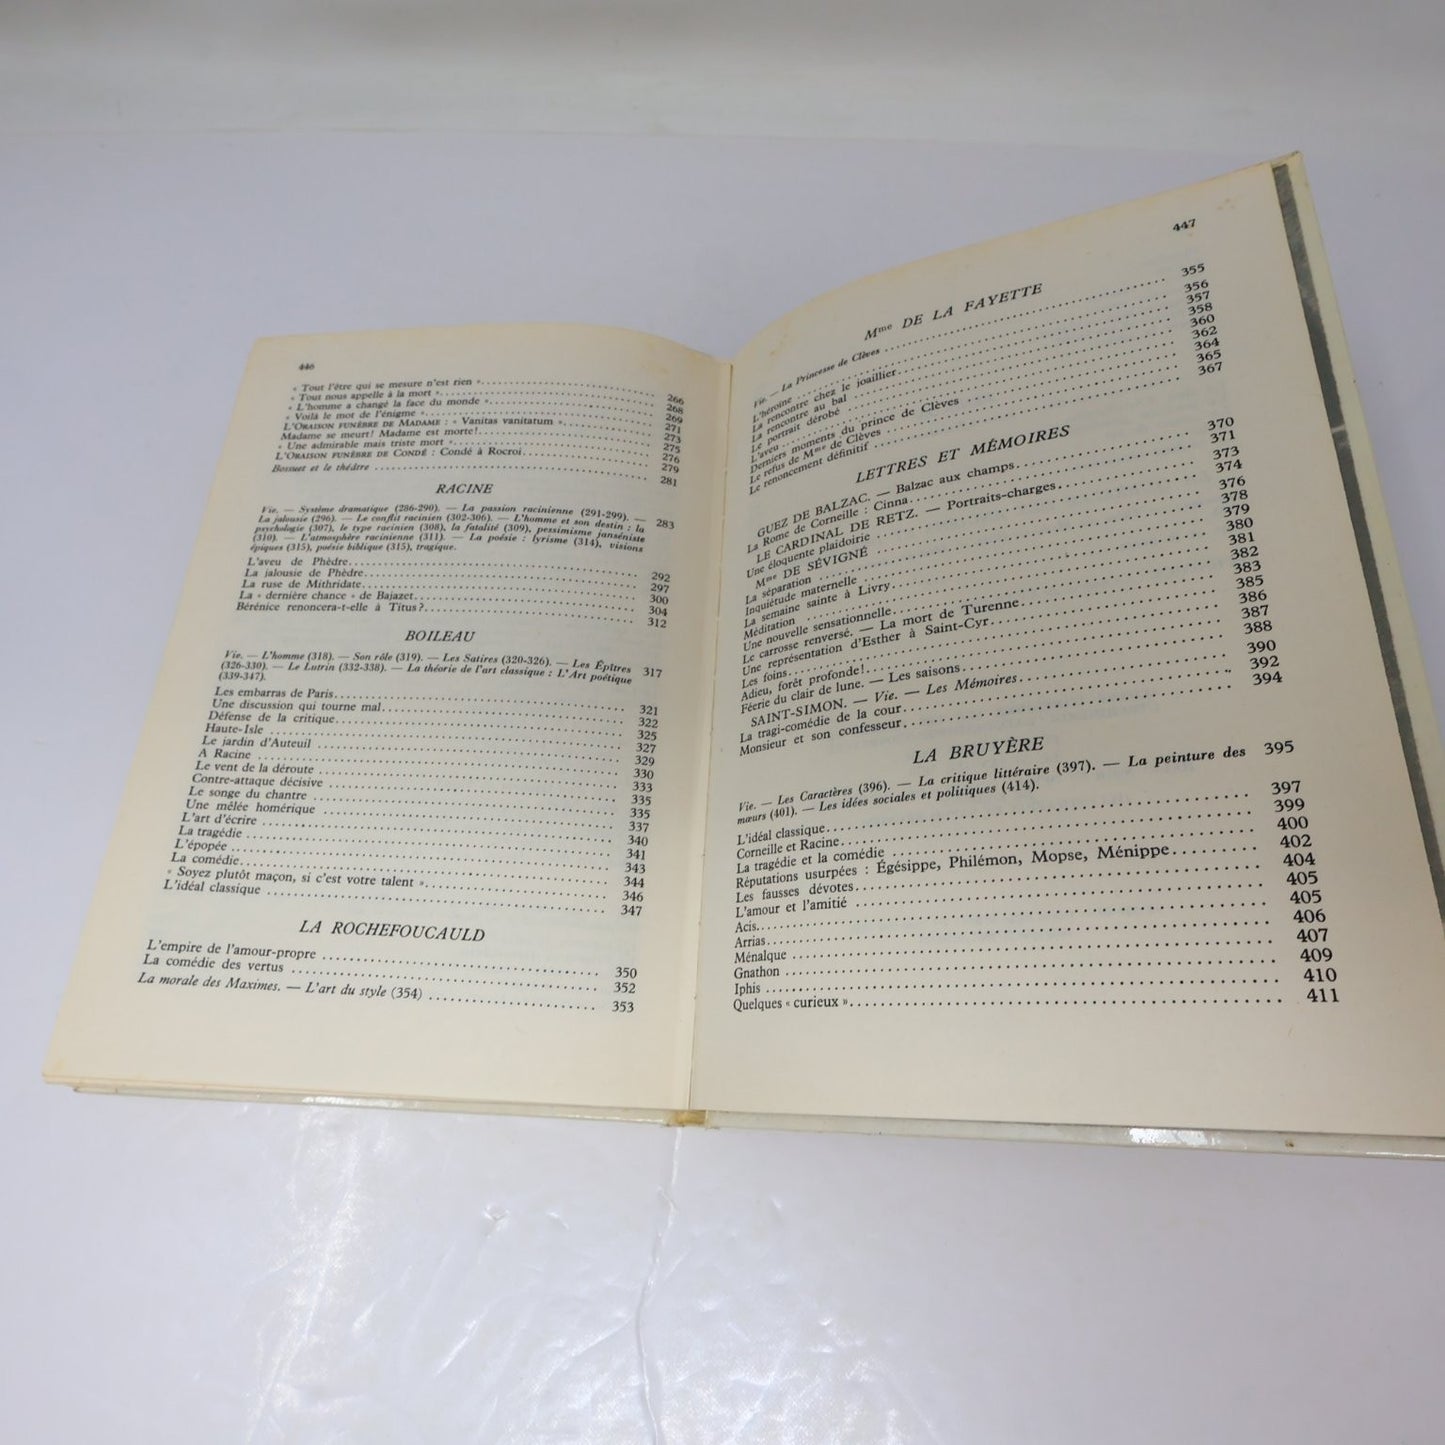 446
« Tout l'être qui se mesure n'est rien » 266
« Tout nous appelle à la mort » 268
« L'homme a changé la face du monde » 269
« Voilà le mot de l'énigme » 271
L'ORAISON FUNÈBRE DE MADAME : « Vanitas vanitatum » 273
Madame se meurt! Madame est morte! 275
« Une admirable mais triste mort » 276
L'ORAISON FUNÈBRE DE CONDÉ : Condé à Rocroi 279
Bossuet et le théâtre 281
RACINE
Vie. — Système dramatique (286-290). — La passion racinienne (291-299). — 283
La jalousie (296). — Le conflit racinien (302-306). — L'homme et son destin : la
psychologie (307), le type racinien (308), la fatalité (309), pessimisme janséniste
(310). — L'atmosphère racinienne (311). — La poésie : lyrisme (314), visions
épiques (315), poésie biblique (315), tragique.
L'aveu de Phèdre 292
La jalousie de Phèdre 297
La ruse de Mithridate 300
La « dernière chance » de Bajazet 304
Bérénice renoncera-t-elle à Titus? 312
BOILEAU
Vie. — L'homme (318). — Son rôle (319). — Les Satires (320-326). — Les Épîtres 317
(326-330). — Le Lutrin (332-338). — La théorie de l'art classique : L'Art poétique
(339-347).
Les embarras de Paris 321
Une discussion qui tourne mal 322
Défense de la critique 325
Haute-Isle 327
Le jardin d'Auteuil 329
A Racine 330
Le vent de la déroute 333
Contre-attaque décisive 335
Le songe du chantre 335
Une mêlée homérique 337
L'art d'écrire 340
La tragédie 341
L'épopée 343
La comédie 344
« Soyez plutôt maçon, si c'est votre talent » 346
L'idéal classique 347
LA ROCHEFOUCAULD
L'empire de l'amour-propre 350
La comédie des vertus 352
La morale des Maximes. — L'art du style (354) 353
447
Mme DE LA FAYETTE
Vie. — La Princesse de Clèves 355
L'héroïne 356
La rencontre chez le joaillier 357
La rencontre au bal 358
Le portrait dérobé 360
L'aveu 362
Derniers moments du prince de Clèves 364
Le refus de Mme de Clèves 365
Le renoncement définitif 367
LETTRES ET MÉMOIRES
GUEZ DE BALZAC. — Balzac aux champs 370
La Rome de Corneille : Cinna 371
LE CARDINAL DE RETZ. — Portraits-charges 373
Une éloquente plaidoirie 374
Mme DE SÉVIGNÉ 376
La séparation 378
Inquiétude maternelle 379
La semaine sainte à Livry 380
Méditation 381
Une nouvelle sensationnelle 382
Le carrosse renversé. — La mort de Turenne 383
Une représentation d'Esther à Saint-Cyr 385
Les foins 386
Adieu, forêt profonde! 387
Féerie du clair de lune. — Les saisons 388
SAINT-SIMON. — Vie. — Les Mémoires 390
La tragi-comédie de la cour 392
Monsieur et son confesseur 394
LA BRUYÈRE
Vie. — Les Caractères (396). — La critique littéraire (397). — La peinture des 395
mœurs (401). — Les idées sociales et politiques (414).
L'idéal classique 397
Corneille et Racine 399
La tragédie et la comédie 400
Réputations usurpées : Égésippe, Philémon, Mopse, Ménippe 402
Les fausses dévotes 404
L'amour et l'amitié 405
Acis 405
Arrias 406
Ménalque 407
Gnathon 409
Iphis 410
Quelques « curieux » 411